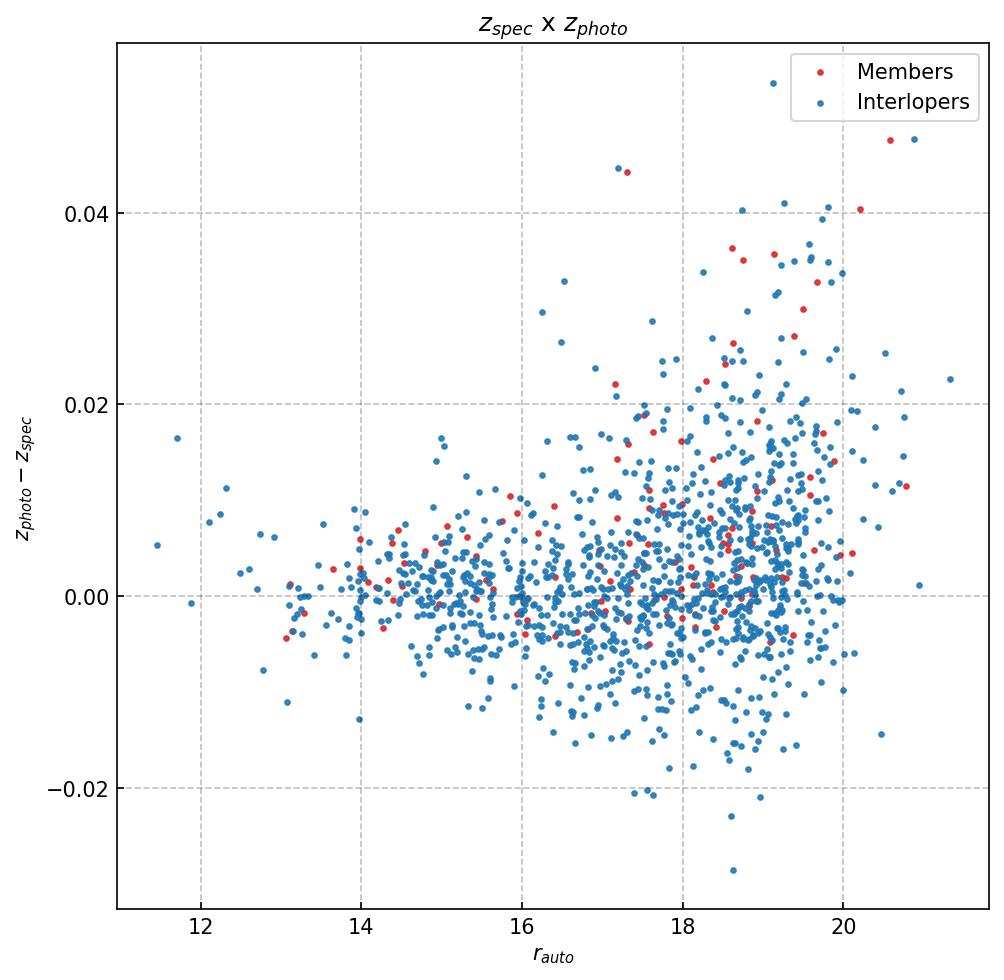 z_spec x z_photo
Members
Interlopers
0.04
0.02
0.00
−0.02
z_photo − z_spec
12 14 16 18 20
r_auto